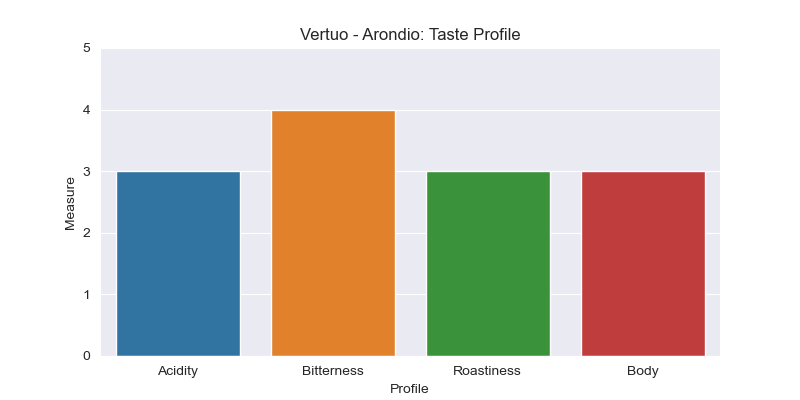 Vertuo - Arondio: Taste Profile
5
4
3
2
1
0
Measure
Acidity
Bitterness
Roastiness
Body
Profile